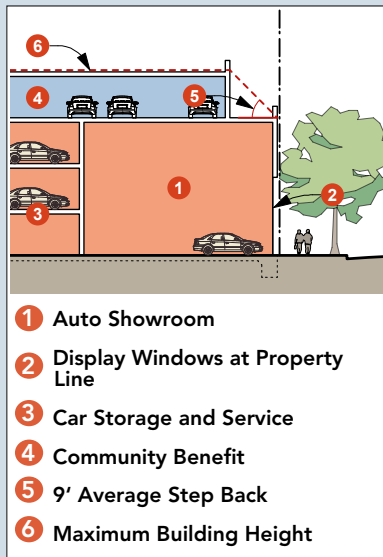 6
4
5
1
2
3
1 Auto Showroom
2 Display Windows at Property
Line
3 Car Storage and Service
4 Community Benefit
5 9’ Average Step Back
6 Maximum Building Height